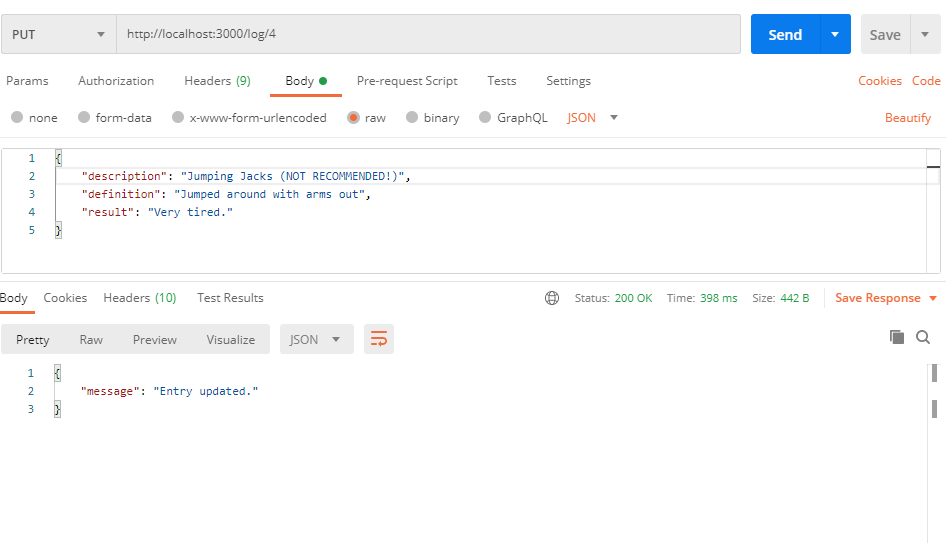 PUT http://localhost:3000/log/4 Send Save
Params Authorization Headers (9) Body Pre-request Script Tests Settings Cookies Code
none form-data x-www-form-urlencoded raw binary GraphQL JSON Beautify
1 {
2 "description": "Jumping Jacks (NOT RECOMMENDED!)",
3 "definition": "Jumped around with arms out",
4 "result": "Very tired."
5 }
Body Cookies Headers (10) Test Results Status: 200 OK Time: 398 ms Size: 442 B Save Response
Pretty Raw Preview Visualize JSON
1 {
2 "message": "Entry updated."
3 }